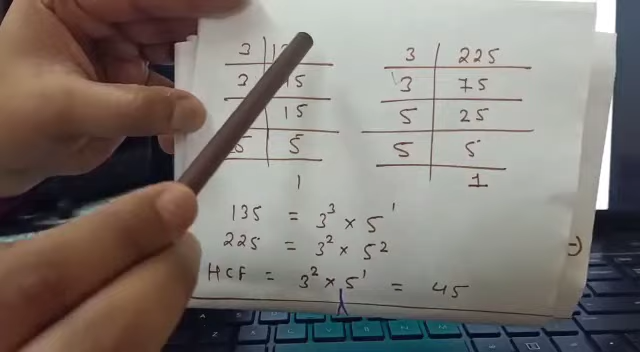 3 | 3 | 225
3 | 15 3 | 75
15 5 | 25
5 | 5 5 | 5
1 1
135 = 3³ × 5¹
225 = 3² × 5²
HCF = 3² × 5¹ = 45